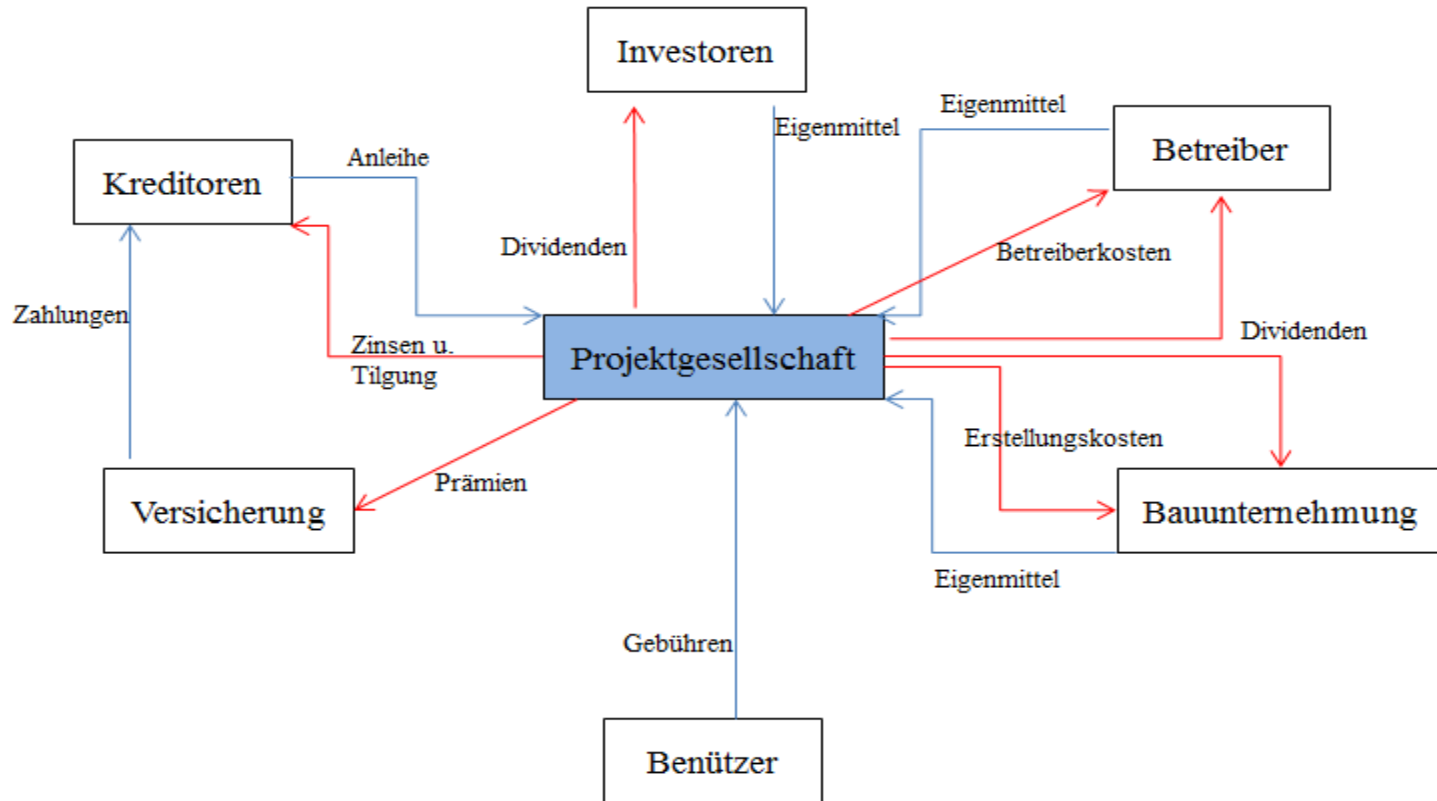 Investoren
Eigenmittel
Eigenmittel
Betreiber
Anleihe
Kreditoren
Dividenden
Betreiberkosten
Zahlungen
Zinsen u.
Tilgung
Projektgesellschaft
Dividenden
Erstellungskosten
Prämien
Versicherung
Bauunternehmung
Eigenmittel
Gebühren
Benützer